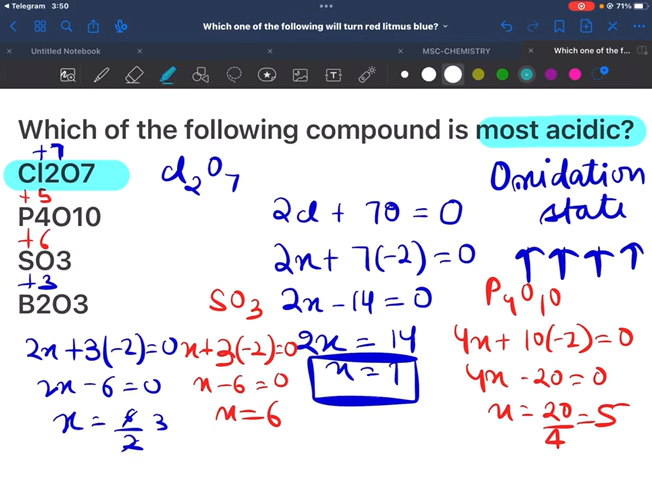 Telegram 3:50
71%
Which one of the following will turn red litmus blue?
Untitled Notebook
MSC-CHEMISTRY
Which one of the f...
Which of the following compound is most acidic?
+7
Cl2O7
+5
P4O10
+6
SO3
+3
B2O3
Cl2O7
2Cl + 7O = 0
2x + 7(-2) = 0
2x - 14 = 0
2x = 14
x = 7
Oxidation
state
↑ ↑ ↑ ↑
2x + 3(-2) = 0
2x - 6 = 0
x = 6/2 3
SO3
x + 3(-2) = 0
x - 6 = 0
x = 6
P4O10
4x + 10(-2) = 0
4x - 20 = 0
x = 20/4 = 5